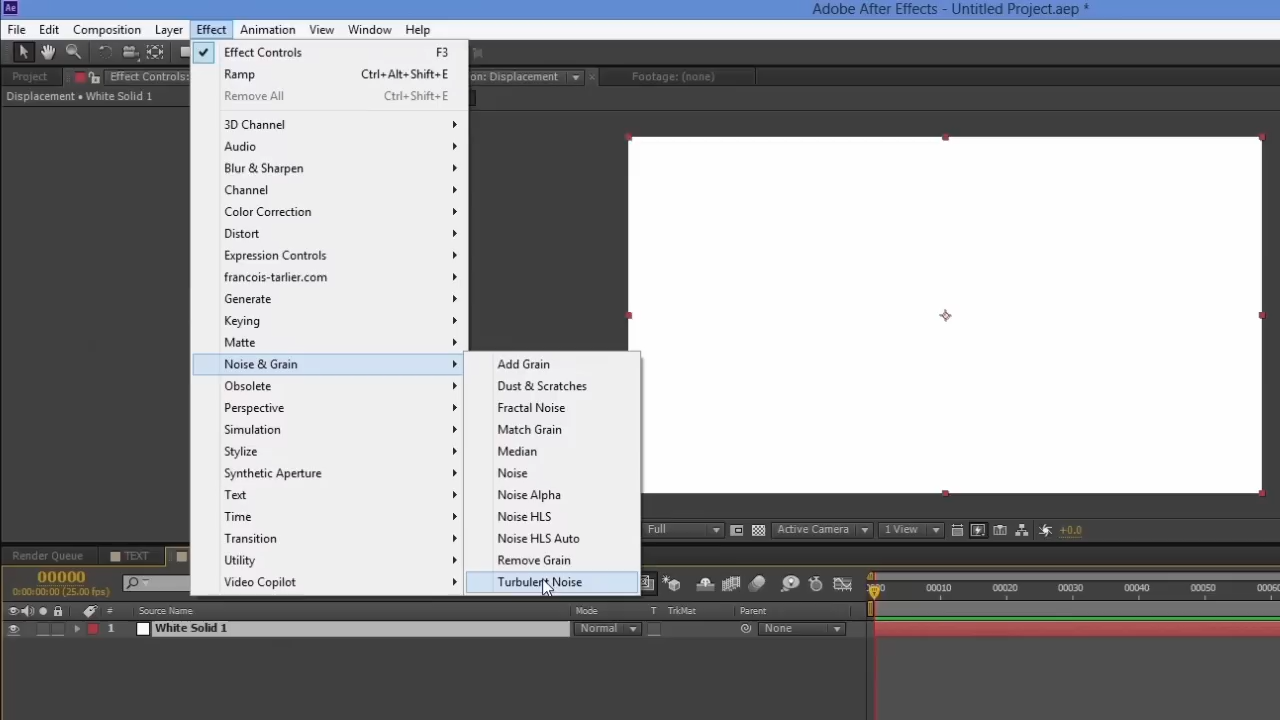 Ae
Adobe After Effects - Untitled Project.aep *
File Edit Composition Layer Effect Animation View Window Help
Effect Controls F3
Ramp Ctrl+Alt+Shift+E
Remove All Ctrl+Shift+E
Project Effect Controls: on: Displacement Footage: (none)
Displacement • White Solid 1
3D Channel
Audio
Blur & Sharpen
Channel
Color Correction
Distort
Expression Controls
francois-tarlier.com
Generate
Keying
Matte
Noise & Grain
Obsolete
Perspective
Simulation
Stylize
Synthetic Aperture
Text
Time
Transition
Utility
Video Copilot
Add Grain
Dust & Scratches
Fractal Noise
Match Grain
Median
Noise
Noise Alpha
Noise HLS
Noise HLS Auto
Remove Grain
Turbulent Noise
Full Active Camera 1 View +0.0
Render Queue TEXT
00000
0:00:00:00 (25.00 fps)
00 00010 00020 00030 00040 00050 0006
# Source Name Mode T TrkMat Parent
1 White Solid 1 Normal None